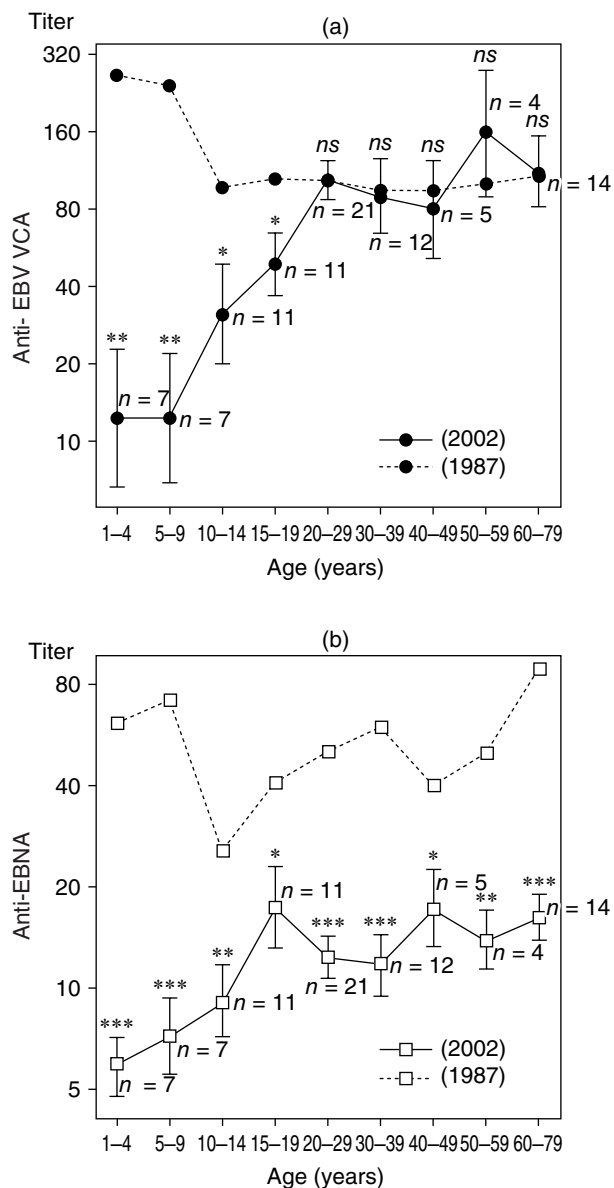 Titer
(a)
320
160
80
40
20
10
Anti- EBV VCA
** ** * * ns ns ns ns ns
n = 7
n = 7
n = 11
n = 11
n = 21
n = 12
n = 5
n = 4
n = 14
(2002)
(1987)
1–4 5–9 10–14 15–19 20–29 30–39 40–49 50–59 60–79
Age (years)
Titer
(b)
80
40
20
10
5
Anti-EBNA
*** *** ** * *** *** * ** ***
n = 7
n = 7
n = 11
n = 11
n = 21
n = 12
n = 5
n = 4
n = 14
(2002)
(1987)
1–4 5–9 10–14 15–19 20–29 30–39 40–49 50–59 60–79
Age (years)